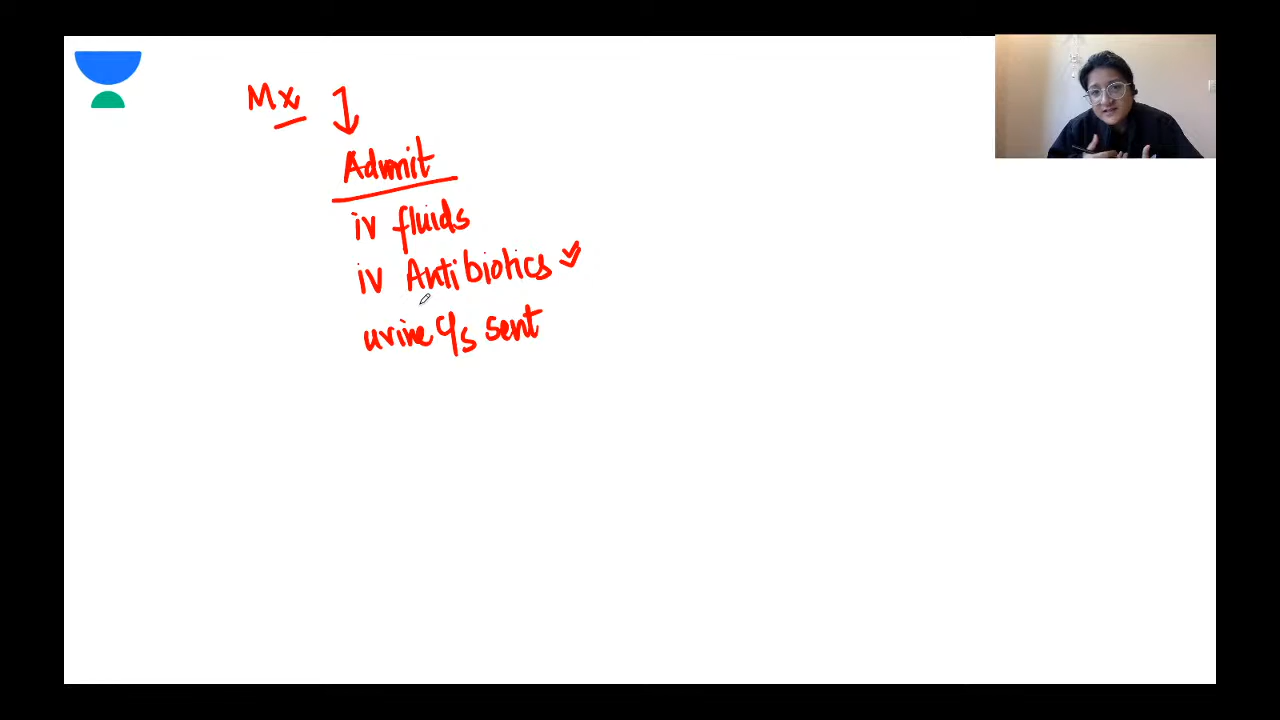 Mx
Admit
iv fluids
iv Antibiotics
urine c/s sent